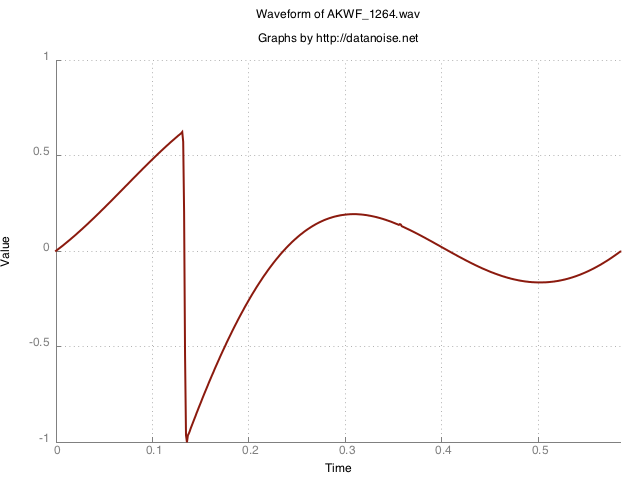 Waveform of AKWF_1264.wav
Graphs by http://datanoise.net
1
0.5
0
-0.5
-1
Value
0 0.1 0.2 0.3 0.4 0.5
Time